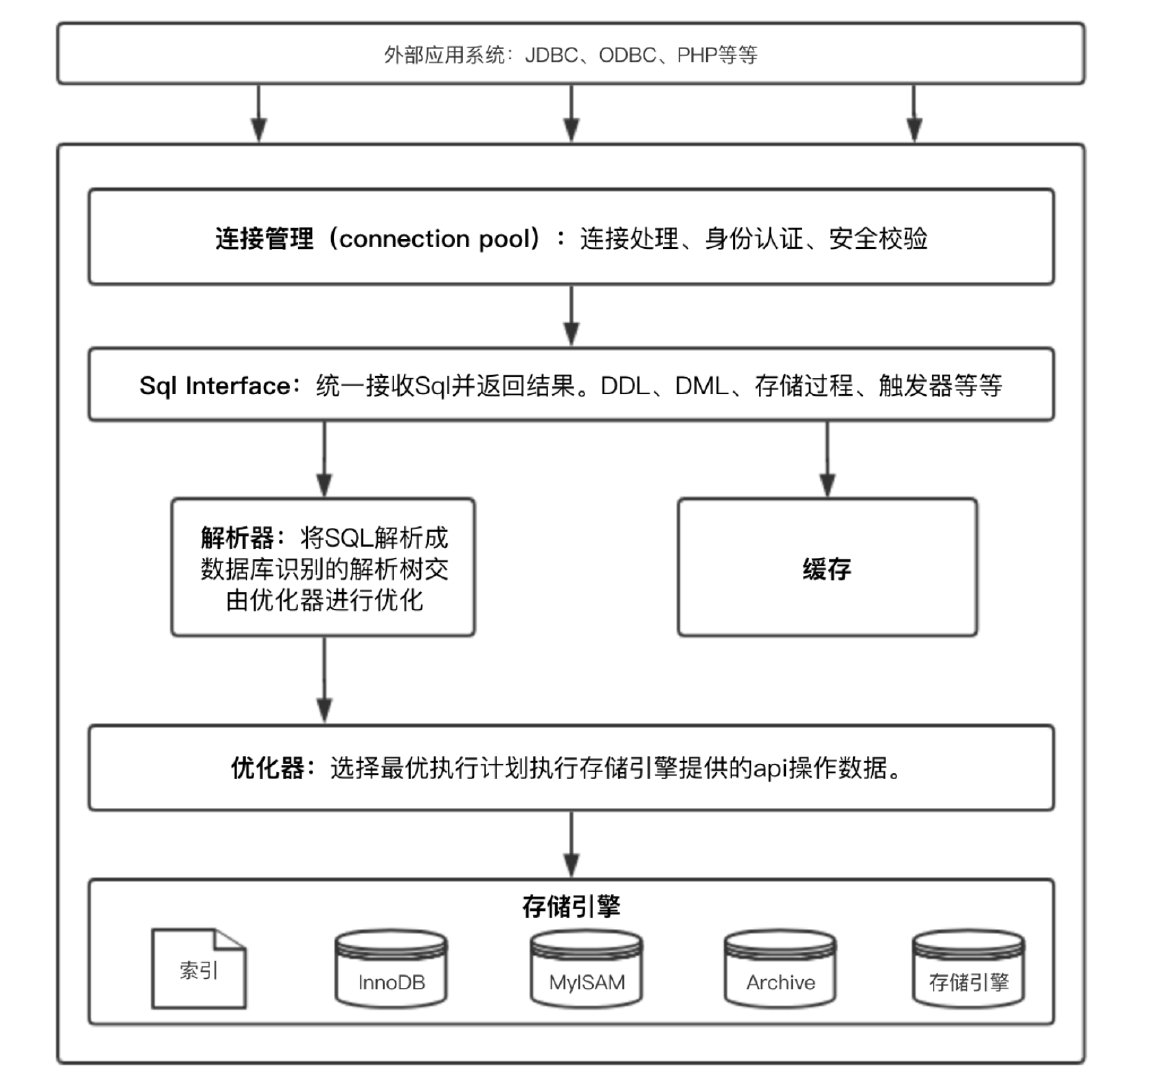 外部应用系统：JDBC、ODBC、PHP等等
连接管理（connection pool）：连接处理、身份认证、安全校验
Sql Interface：统一接收Sql并返回结果。DDL、DML、存储过程、触发器等等
解析器：将SQL解析成
数据库识别的解析树交
由优化器进行优化
缓存
优化器：选择最优执行计划执行存储引擎提供的api操作数据。
存储引擎
索引
InnoDB
MyISAM
Archive
存储引擎